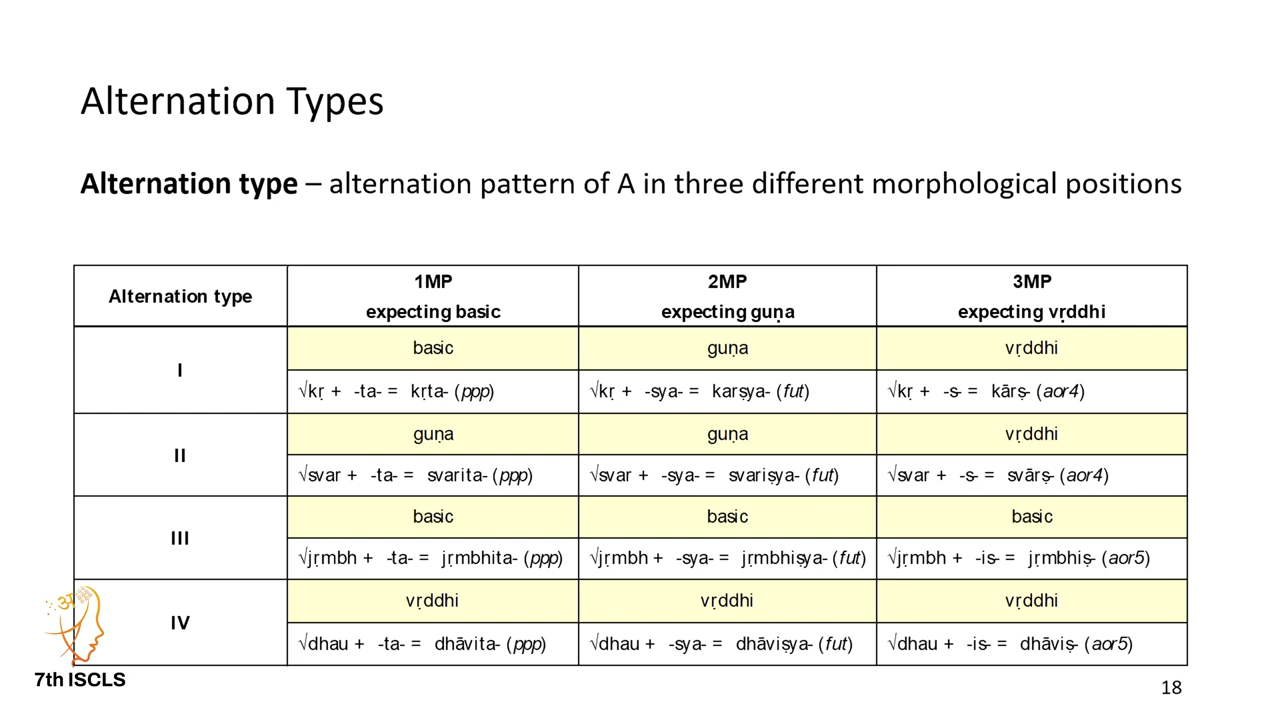 Alternation Types
Alternation type – alternation pattern of A in three different morphological positions
Alternation type
1MP
expecting basic
2MP
expecting guṇa
3MP
expecting vṛddhi
I
basic
guṇa
vṛddhi
√kṛ + -ta- = kṛta- (ppp)
√kṛ + -sya- = karṣya- (fut)
√kṛ + -s- = kārṣ- (aor4)
II
guṇa
guṇa
vṛddhi
√svar + -ta- = svarita- (ppp)
√svar + -sya- = svariṣya- (fut)
√svar + -s- = svārṣ- (aor4)
III
basic
basic
basic
√jṛmbh + -ta- = jṛmbhita- (ppp)
√jṛmbh + -sya- = jṛmbhiṣya- (fut)
√jṛmbh + -is- = jṛmbhiṣ- (aor5)
IV
vṛddhi
vṛddhi
vṛddhi
√dhau + -ta- = dhāvita- (ppp)
√dhau + -sya- = dhāviṣya- (fut)
√dhau + -is- = dhāviṣ- (aor5)
अ
7th ISCLS
18